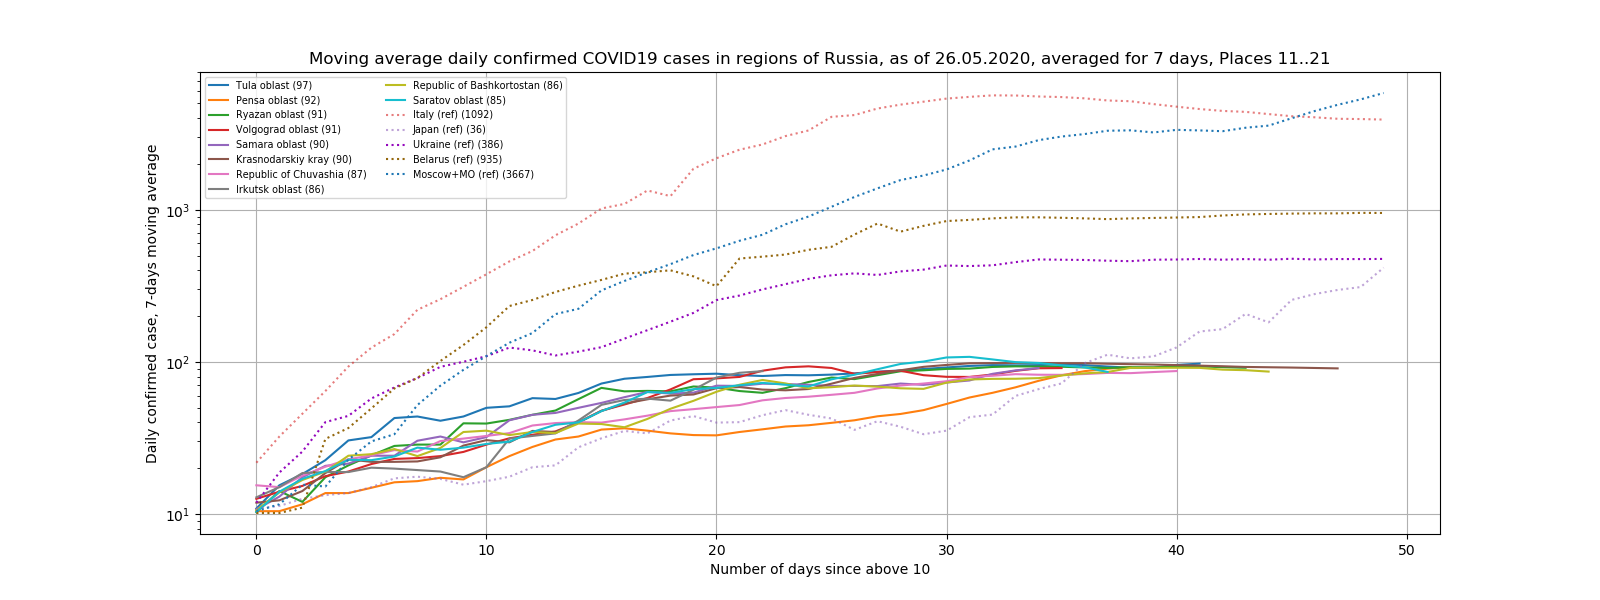 Moving average daily confirmed COVID19 cases in regions of Russia, as of 26.05.2020, averaged for 7 days, Places 11..21
Tula oblast (97)
Pensa oblast (92)
Ryazan oblast (91)
Volgograd oblast (91)
Samara oblast (90)
Krasnodarskiy kray (90)
Republic of Chuvashia (87)
Irkutsk oblast (86)
Republic of Bashkortostan (86)
Saratov oblast (85)
Italy (ref) (1092)
Japan (ref) (36)
Ukraine (ref) (386)
Belarus (ref) (935)
Moscow+MO (ref) (3667)
Daily confirmed case, 7-days moving average
10³
10²
10¹
0 10 20 30 40 50
Number of days since above 10